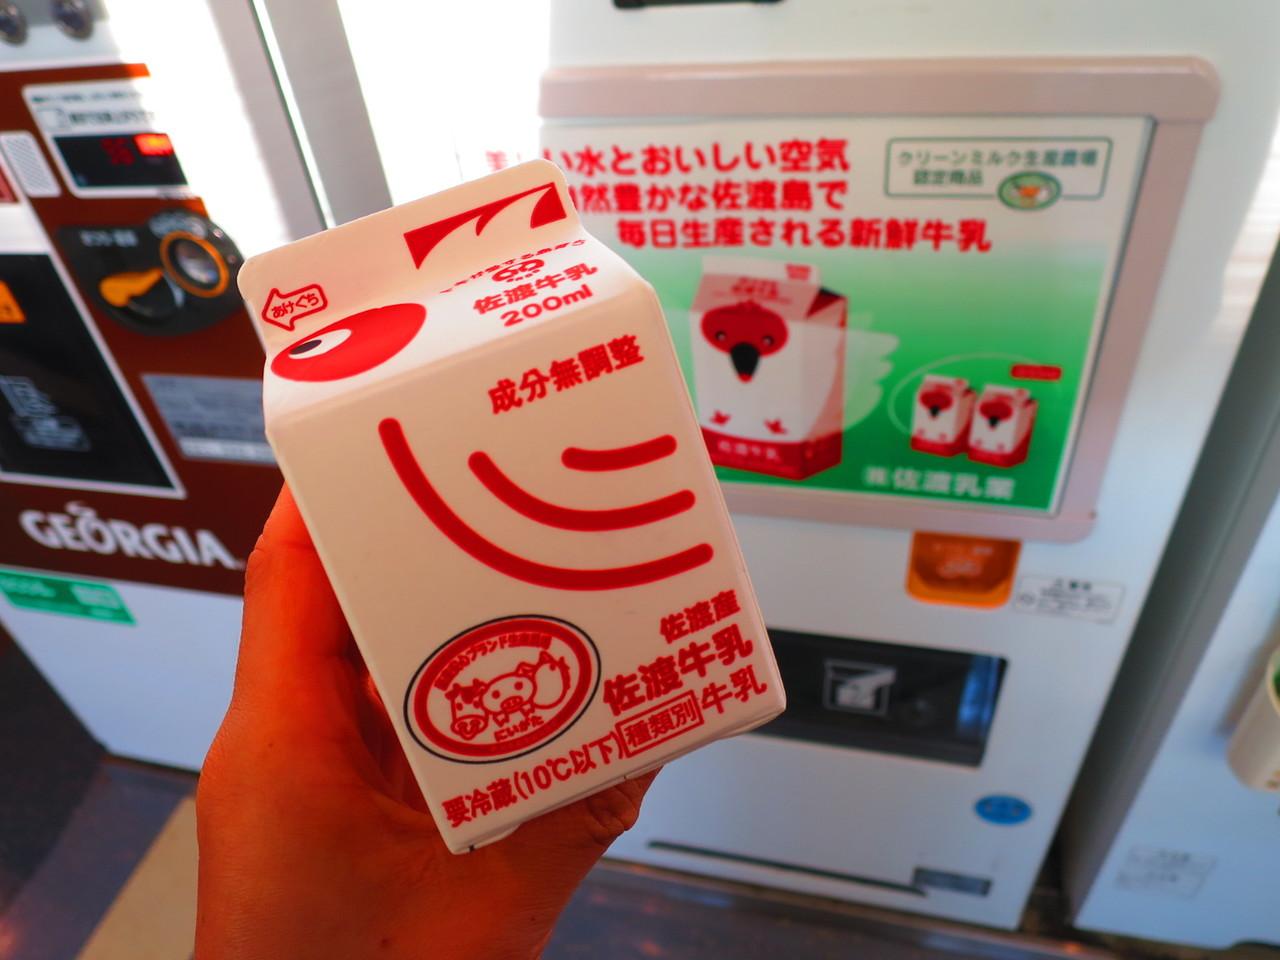 い水とおいしい空気
然豊かな佐渡島で
毎日生産される新鮮牛乳
クリーンミルク生産農場
認定商品
佐渡牛乳
㈱佐渡乳業
あけぐち
佐渡牛乳
200ml
成分無調整
佐渡産
佐渡牛乳
種類別 牛乳
要冷蔵(10℃以下)
にいがた
GEORGIA